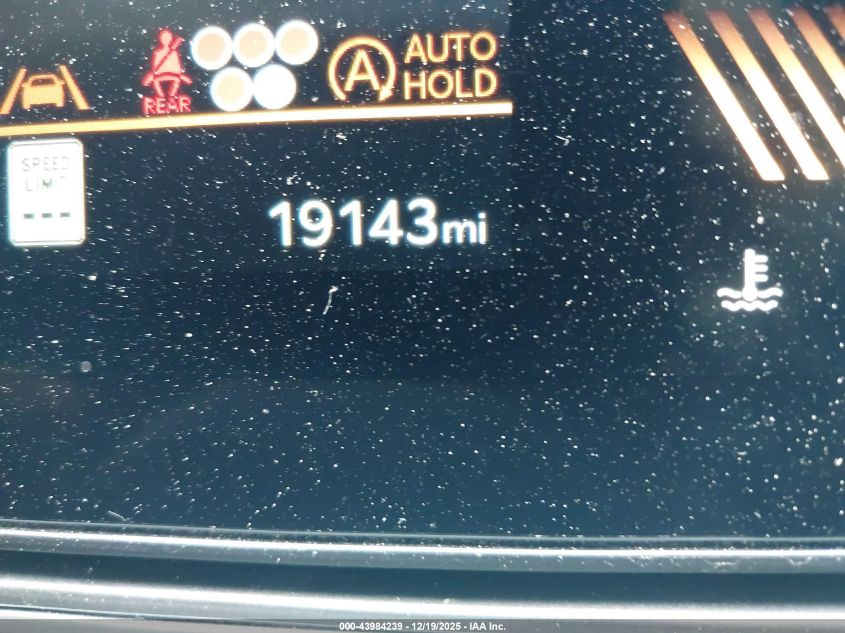 AUTO
HOLD
A
REAR
SPEED
LIMIT
---
19143mi
000-43984239 - 12/19/2025 - IAA Inc.